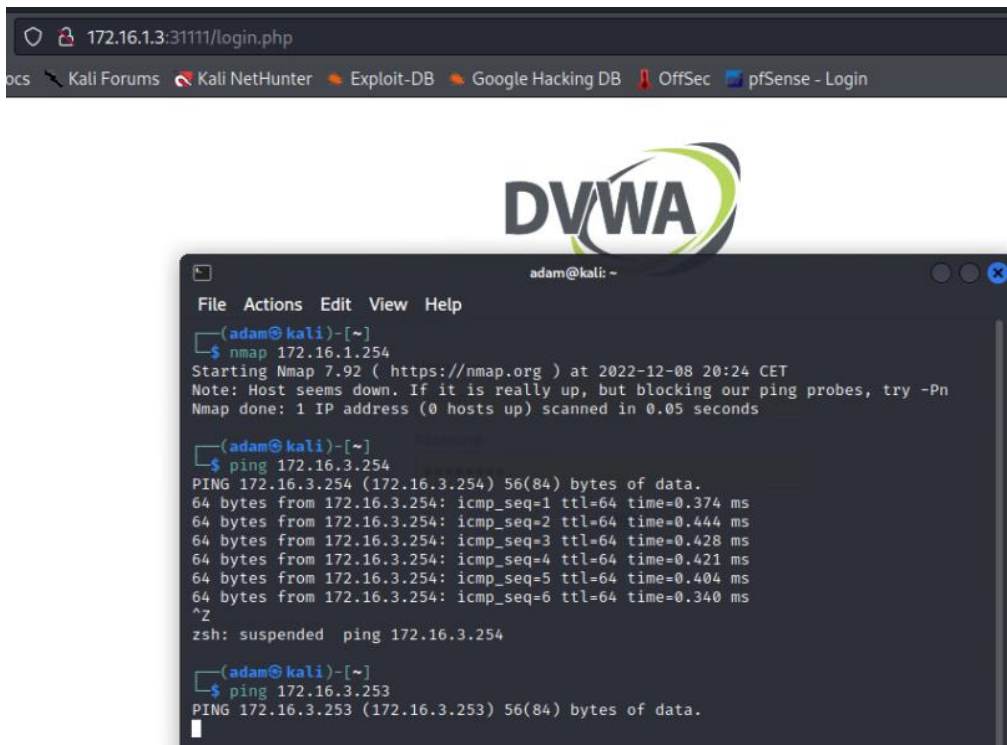 172.16.1.3:31111/login.php
ocs Kali Forums Kali NetHunter Exploit-DB Google Hacking DB OffSec pfSense - Login
DVWA
adam@kali: ~
File Actions Edit View Help
┌──(adam㉿kali)-[~]
└─$ nmap 172.16.1.254
Starting Nmap 7.92 ( https://nmap.org ) at 2022-12-08 20:24 CET
Note: Host seems down. If it is really up, but blocking our ping probes, try -Pn
Nmap done: 1 IP address (0 hosts up) scanned in 0.05 seconds
┌──(adam㉿kali)-[~]
└─$ ping 172.16.3.254
PING 172.16.3.254 (172.16.3.254) 56(84) bytes of data.
64 bytes from 172.16.3.254: icmp_seq=1 ttl=64 time=0.374 ms
64 bytes from 172.16.3.254: icmp_seq=2 ttl=64 time=0.444 ms
64 bytes from 172.16.3.254: icmp_seq=3 ttl=64 time=0.428 ms
64 bytes from 172.16.3.254: icmp_seq=4 ttl=64 time=0.421 ms
64 bytes from 172.16.3.254: icmp_seq=5 ttl=64 time=0.404 ms
64 bytes from 172.16.3.254: icmp_seq=6 ttl=64 time=0.340 ms
^Z
zsh: suspended  ping 172.16.3.254
┌──(adam㉿kali)-[~]
└─$ ping 172.16.3.253
PING 172.16.3.253 (172.16.3.253) 56(84) bytes of data.